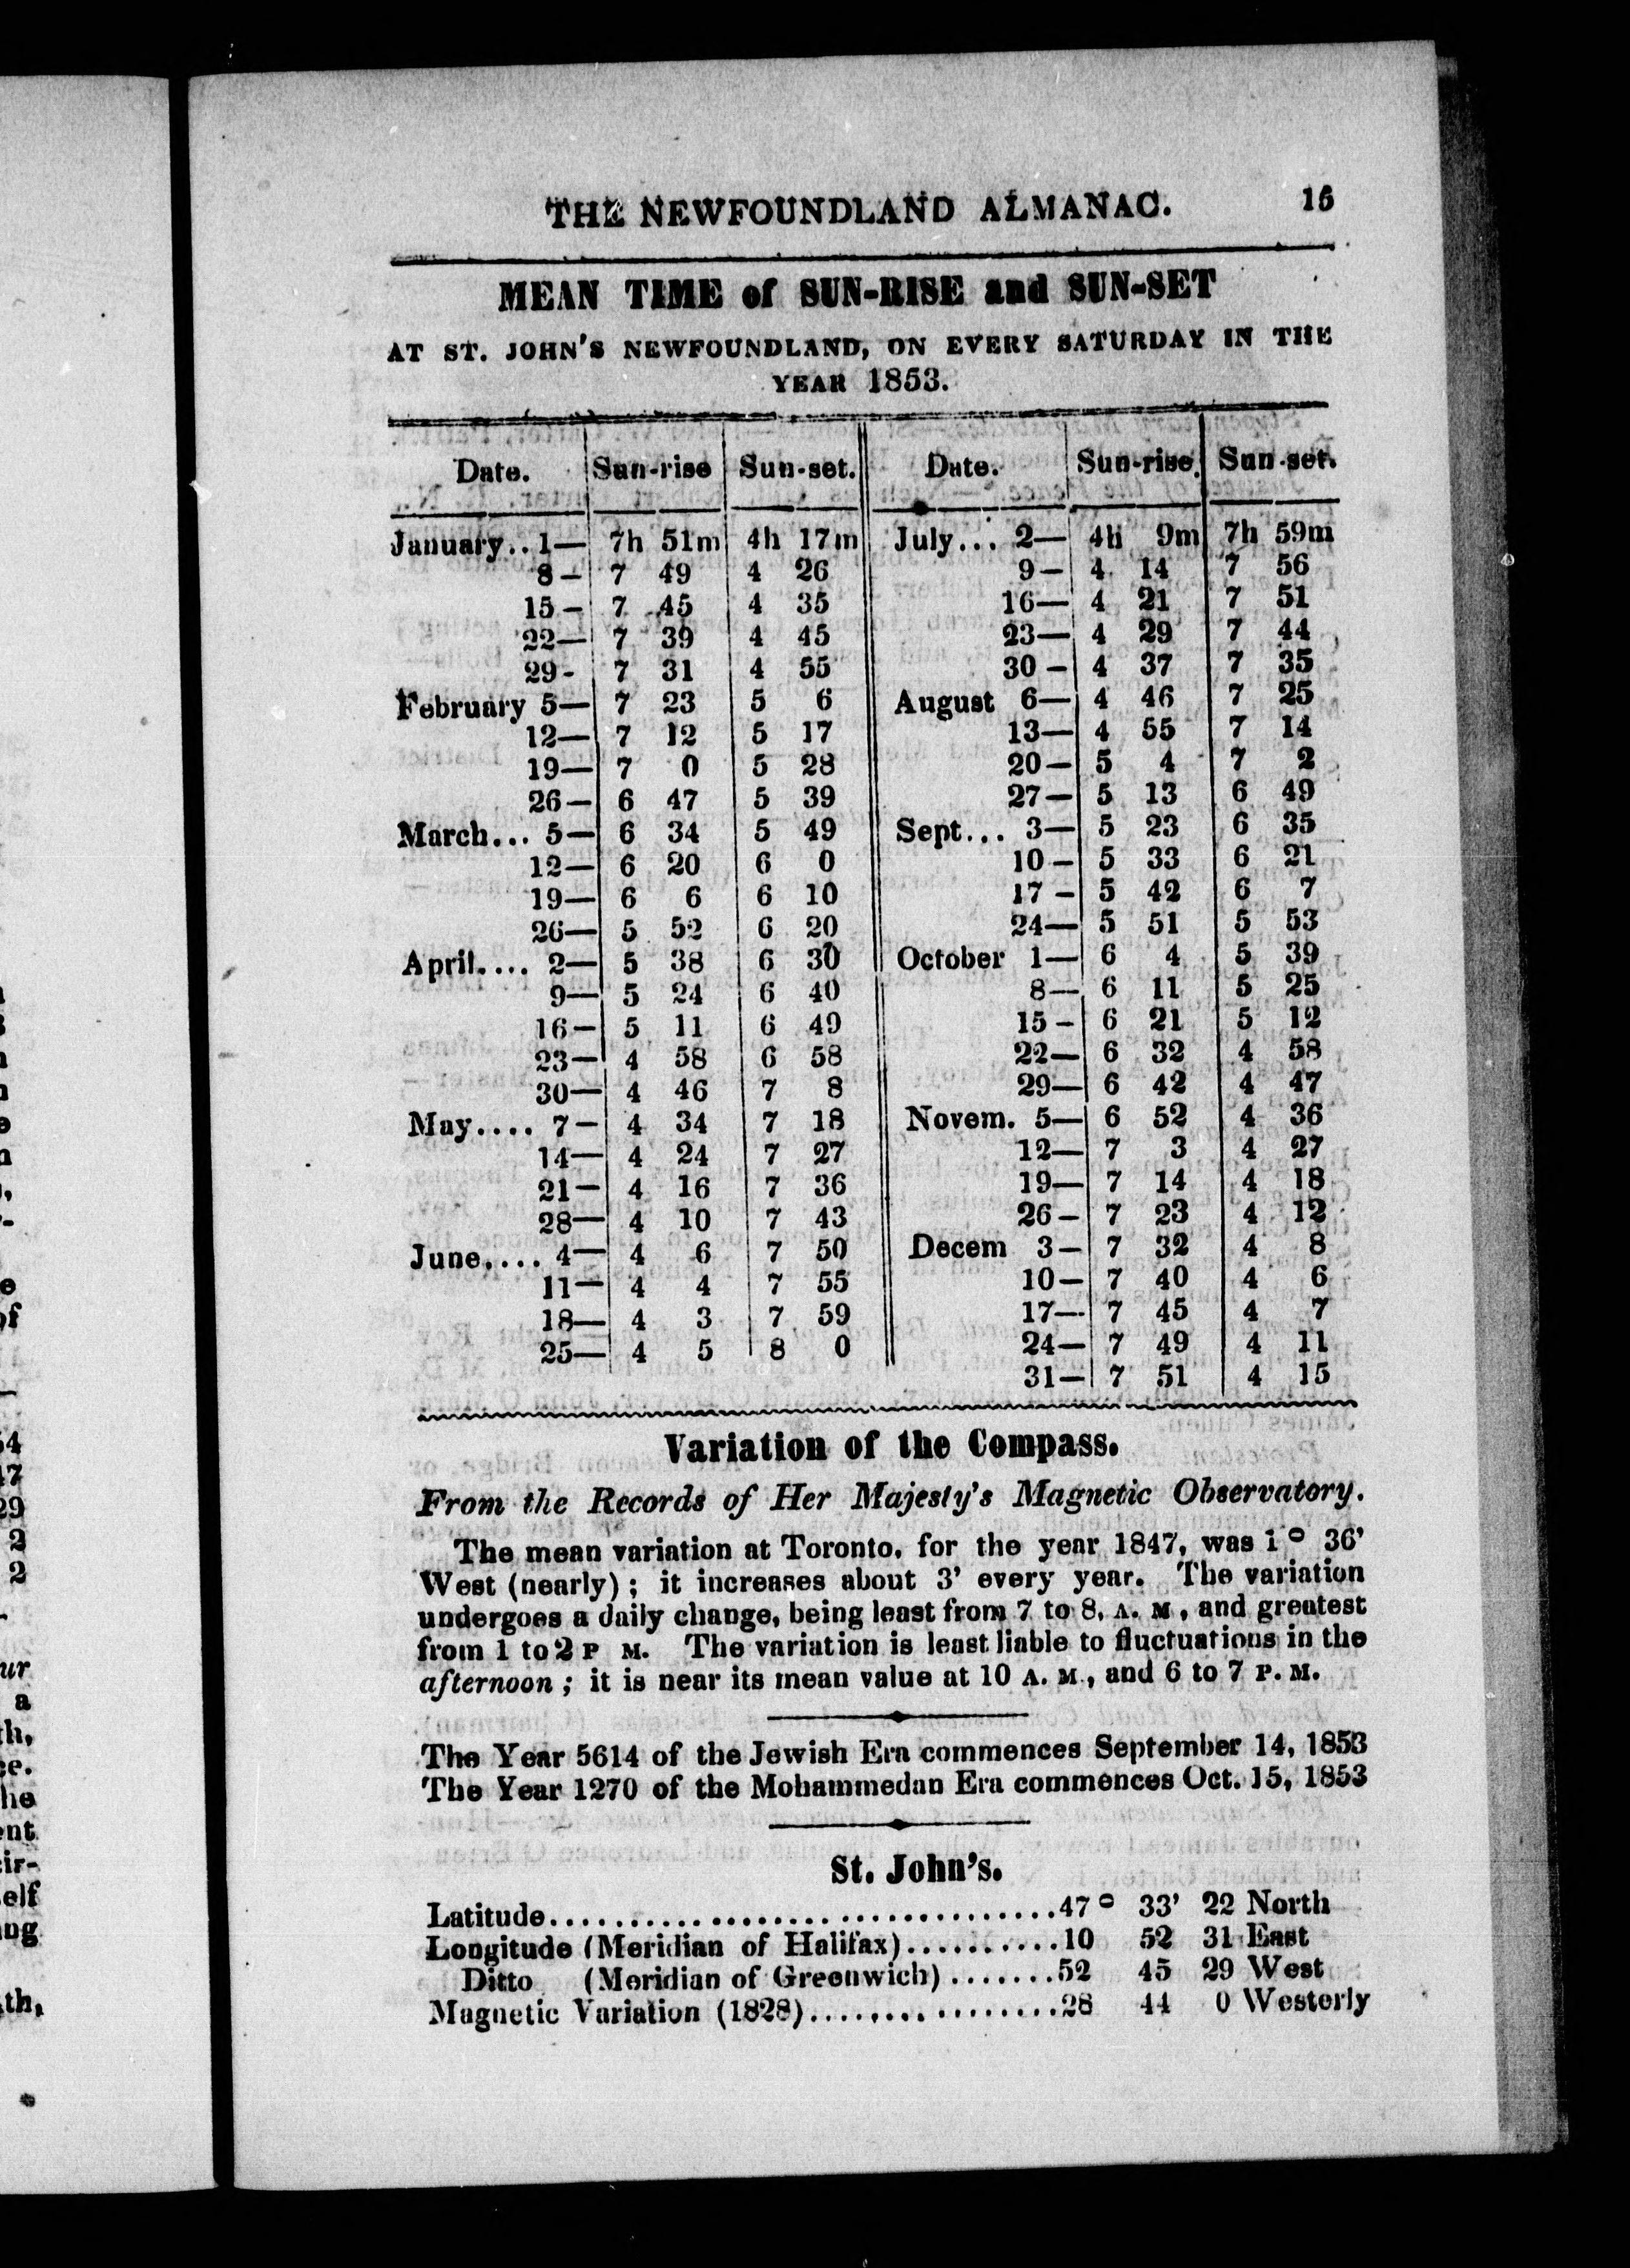 THE NEWFOUNDLAND ALMANAC. 15
MEAN TIME of SUN-RISE and SUN-SET
AT ST. JOHN'S NEWFOUNDLAND, ON EVERY SATURDAY IN THE
YEAR 1853.
Date. Sun-rise Sun-set. Date. Sun-rise. Sun-set.
January.. 1— 7h 51m 4h 17m July... 2— 4h 9m 7h 59m
8— 7 49 4 26 9— 4 14 7 56
15— 7 45 4 35 16— 4 21 7 51
22— 7 39 4 45 23— 4 29 7 44
29- 7 31 4 55 30— 4 37 7 35
February 5— 7 23 5 6 August 6— 4 46 7 25
12— 7 12 5 17 13— 4 55 7 14
19— 7 0 5 28 20— 5 4 7 2
26— 6 47 5 39 27— 5 13 6 49
March... 5— 6 34 5 49 Sept... 3— 5 23 6 35
12— 6 20 6 0 10— 5 33 6 21
19— 6 6 6 10 17— 5 42 6 7
26— 5 52 6 20 24— 5 51 5 53
April.... 2— 5 38 6 30 October 1— 6 4 5 39
9— 5 24 6 40 8— 6 11 5 25
16— 5 11 6 49 15— 6 21 5 12
23— 4 58 6 58 22— 6 32 4 58
30— 4 46 7 8 29— 6 42 4 47
May.... 7— 4 34 7 18 Novem. 5— 6 52 4 36
14— 4 24 7 27 12— 7 3 4 27
21— 4 16 7 36 19— 7 14 4 18
28— 4 10 7 43 26— 7 23 4 12
June.... 4— 4 6 7 50 Decem 3— 7 32 4 8
11— 4 4 7 55 10— 7 40 4 6
18— 4 3 7 59 17— 7 45 4 7
25— 4 5 8 0 24— 7 49 4 11
31— 7 51 4 15
Variation of the Compass.
From the Records of Her Majesty's Magnetic Observatory.
The mean variation at Toronto, for the year 1847, was 1° 36'
West (nearly); it increases about 3' every year. The variation
undergoes a daily change, being least from 7 to 8, A. M, and greatest
from 1 to 2 P M. The variation is least liable to fluctuations in the
afternoon; it is near its mean value at 10 A. M., and 6 to 7 P. M.
The Year 5614 of the Jewish Era commences September 14, 1853
The Year 1270 of the Mohammedan Era commences Oct. 15, 1853
St. John's.
Latitude...................................47° 33' 22 North
Longitude (Meridian of Halifax)..........10 52 31 East
Ditto (Meridian of Greenwich).......52 45 29 West
Magnetic Variation (1828).................28 44 0 Westerly